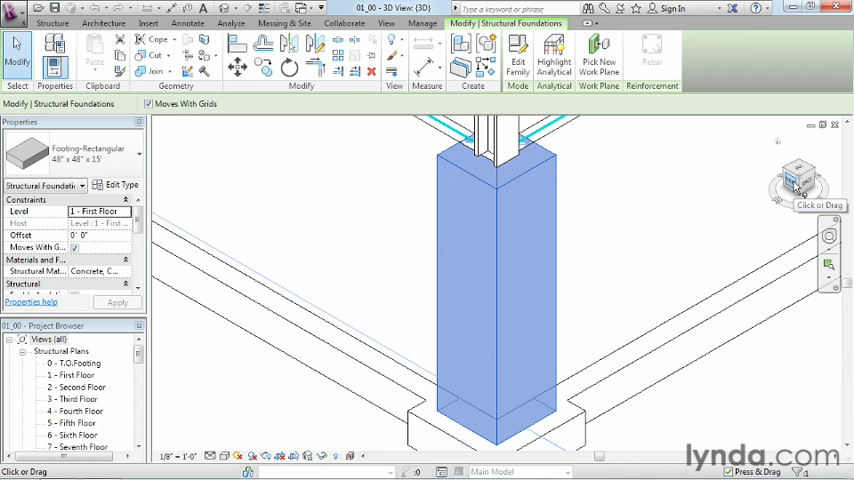 01_00 - 3D View: {3D}
Type a keyword or phrase
Sign In
Structure
Architecture
Insert
Annotate
Analyze
Massing & Site
Collaborate
View
Manage
Modify | Structural Foundations
Modify
Paste
Cope
Cut
Join
Edit
Family
Highlight
Analytical
Pick New
Work Plane
Rebar
Select
Properties
Clipboard
Geometry
Modify
View
Measure
Create
Mode
Analytical
Work Plane
Reinforcement
Modify | Structural Foundations
Moves With Grids
Properties
Footing-Rectangular
48" x 48" x 15'
Structural Foundati
Edit Type
Constraints
Level
1 - First Floor
Host
Level : 1 - First ...
Offset
0' 0"
Moves With G...
Materials and F
Structural Mat...
Concrete, C...
Structural
Properties help
Apply
01_00 - Project Browser
Views (all)
Structural Plans
0 - T.O.Footing
1 - First Floor
2 - Second Floor
3 - Third Floor
4 - Fourth Floor
5 - Fifth Floor
6 - Sixth Floor
7 - Seventh Floor
Click or Drag
1/8" = 1'-0"
Click or Drag
:0
Main Model
Press & Drag
:1
lynda.com